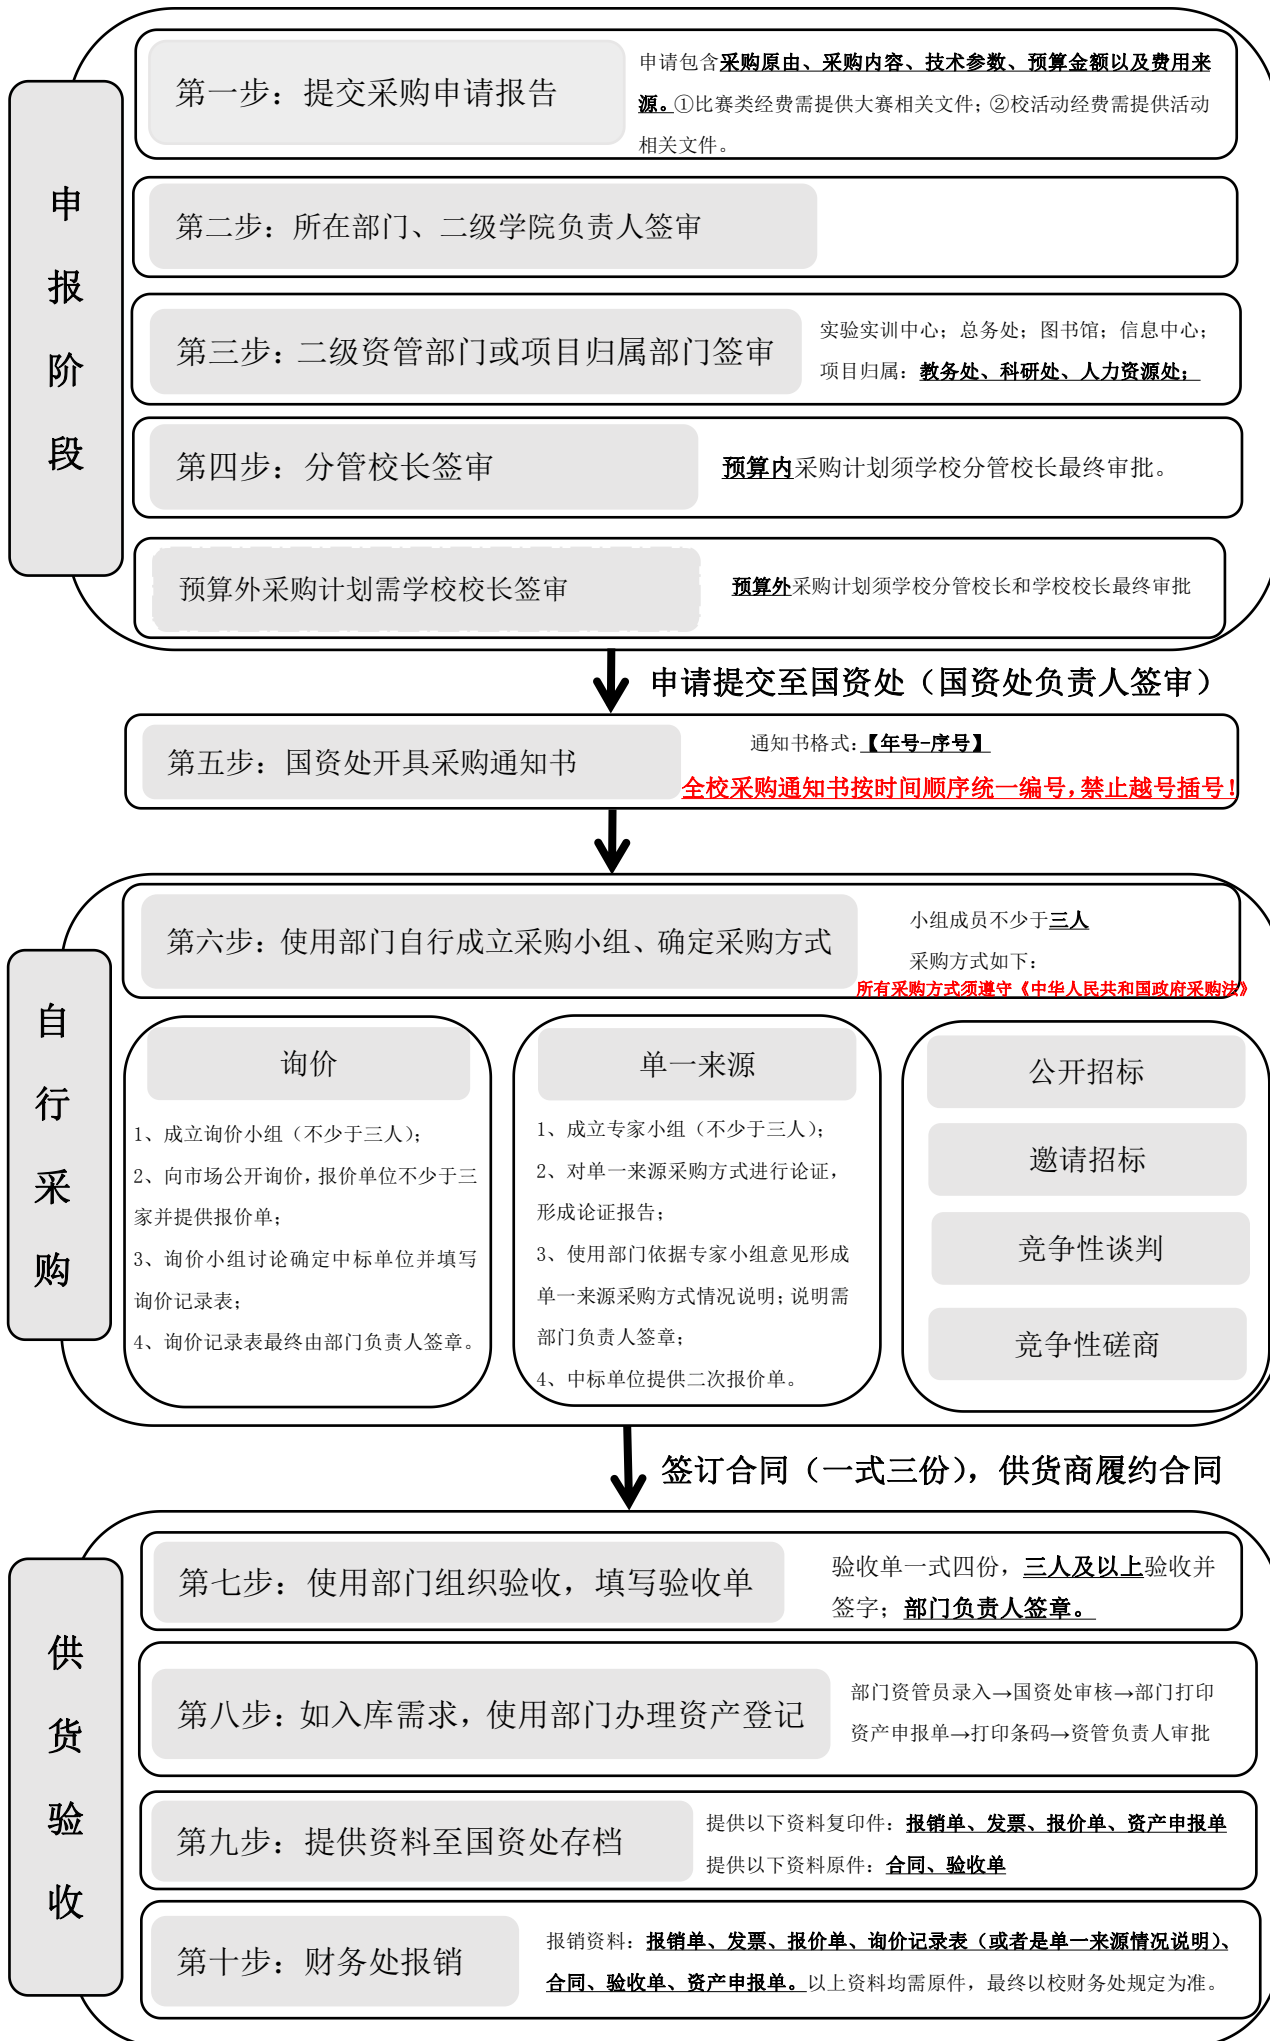 申报阶段
第一步：提交采购申请报告
申请包含采购原由、采购内容、技术参数、预算金额以及费用来
源。①比赛类经费需提供大赛相关文件；②校活动经费需提供活动
相关文件。
第二步：所在部门、二级学院负责人签审
第三步：二级资管部门或项目归属部门签审
实验实训中心；总务处；图书馆；信息中心；
项目归属：教务处、科研处、人力资源处；
第四步：分管校长签审
预算内采购计划须学校分管校长最终审批。
预算外采购计划需学校校长签审
预算外采购计划须学校分管校长和学校校长最终审批
申请提交至国资处（国资处负责人签审）
第五步：国资处开具采购通知书
通知书格式：【年号-序号】
全校采购通知书按时间顺序统一编号，禁止越号插号！
自行采购
第六步：使用部门自行成立采购小组、确定采购方式
小组成员不少于三人
采购方式如下：
所有采购方式须遵守《中华人民共和国政府采购法》
询价
1、成立询价小组（不少于三人）；
2、向市场公开询价，报价单位不少于三
家并提供报价单；
3、询价小组讨论确定中标单位并填写
询价记录表；
4、询价记录表最终由部门负责人签章。
单一来源
1、成立专家小组（不少于三人）；
2、对单一来源采购方式进行论证，
形成论证报告；
3、使用部门依据专家小组意见形成
单一来源采购方式情况说明；说明需
部门负责人签章；
4、中标单位提供二次报价单。
公开招标
邀请招标
竞争性谈判
竞争性磋商
签订合同（一式三份），供货商履约合同
供货验收
第七步：使用部门组织验收，填写验收单
验收单一式四份，三人及以上验收并
签字；部门负责人签章。
第八步：如入库需求，使用部门办理资产登记
部门资管员录入→国资处审核→部门打印
资产申报单→打印条码→资管负责人审批
第九步：提供资料至国资处存档
提供以下资料复印件：报销单、发票、报价单、资产申报单
提供以下资料原件：合同、验收单
第十步：财务处报销
报销资料：报销单、发票、报价单、询价记录表（或者是单一来源情况说明）、
合同、验收单、资产申报单。以上资料均需原件，最终以校财务处规定为准。